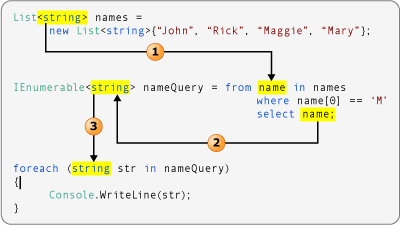 List<string> names =
new List<string>{“John”, “Rick”, “Maggie”, “Mary”};
1
IEnumerable<string> nameQuery = from name in names
where name[0] == ‘M’
select name;
2
3
foreach (string str in nameQuery)
{
Console.WriteLine(str);
}